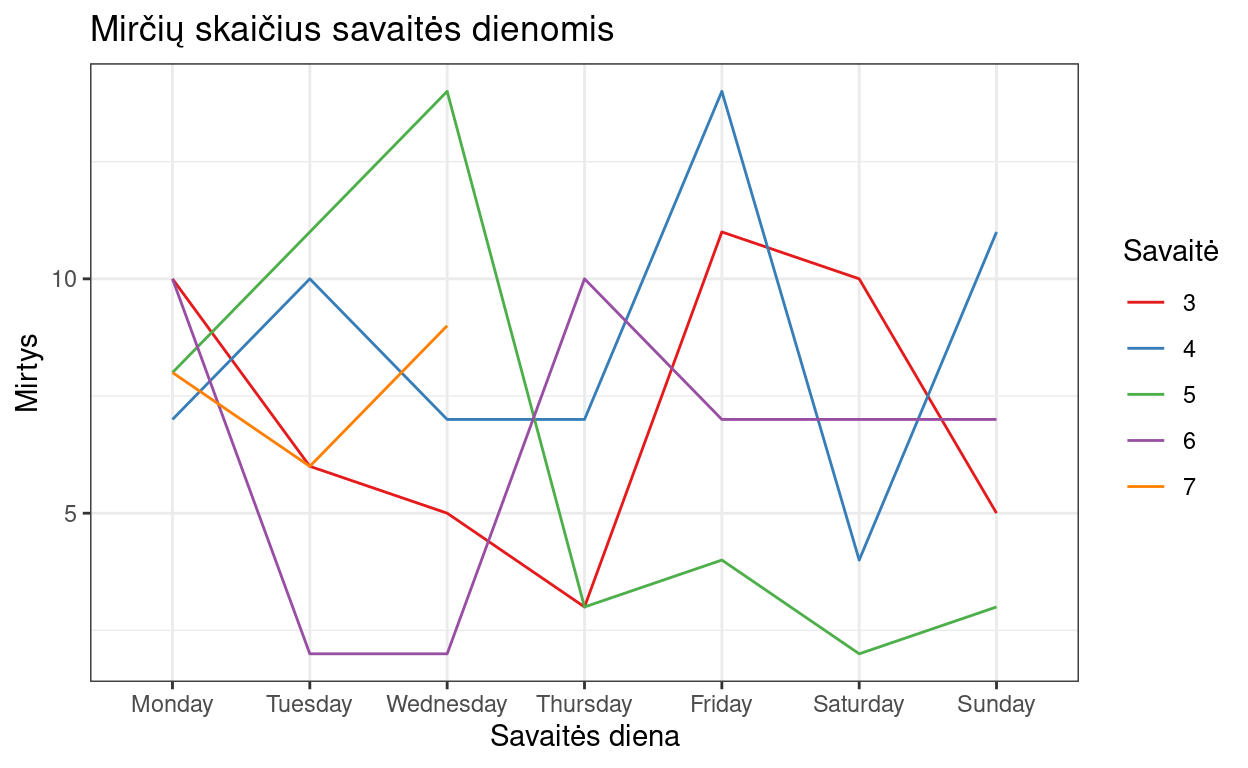 Mirčių skaičius savaitės dienomis
Mirtys
10
5
Monday Tuesday Wednesday Thursday Friday Saturday Sunday
Savaitės diena
Savaitė
3
4
5
6
7